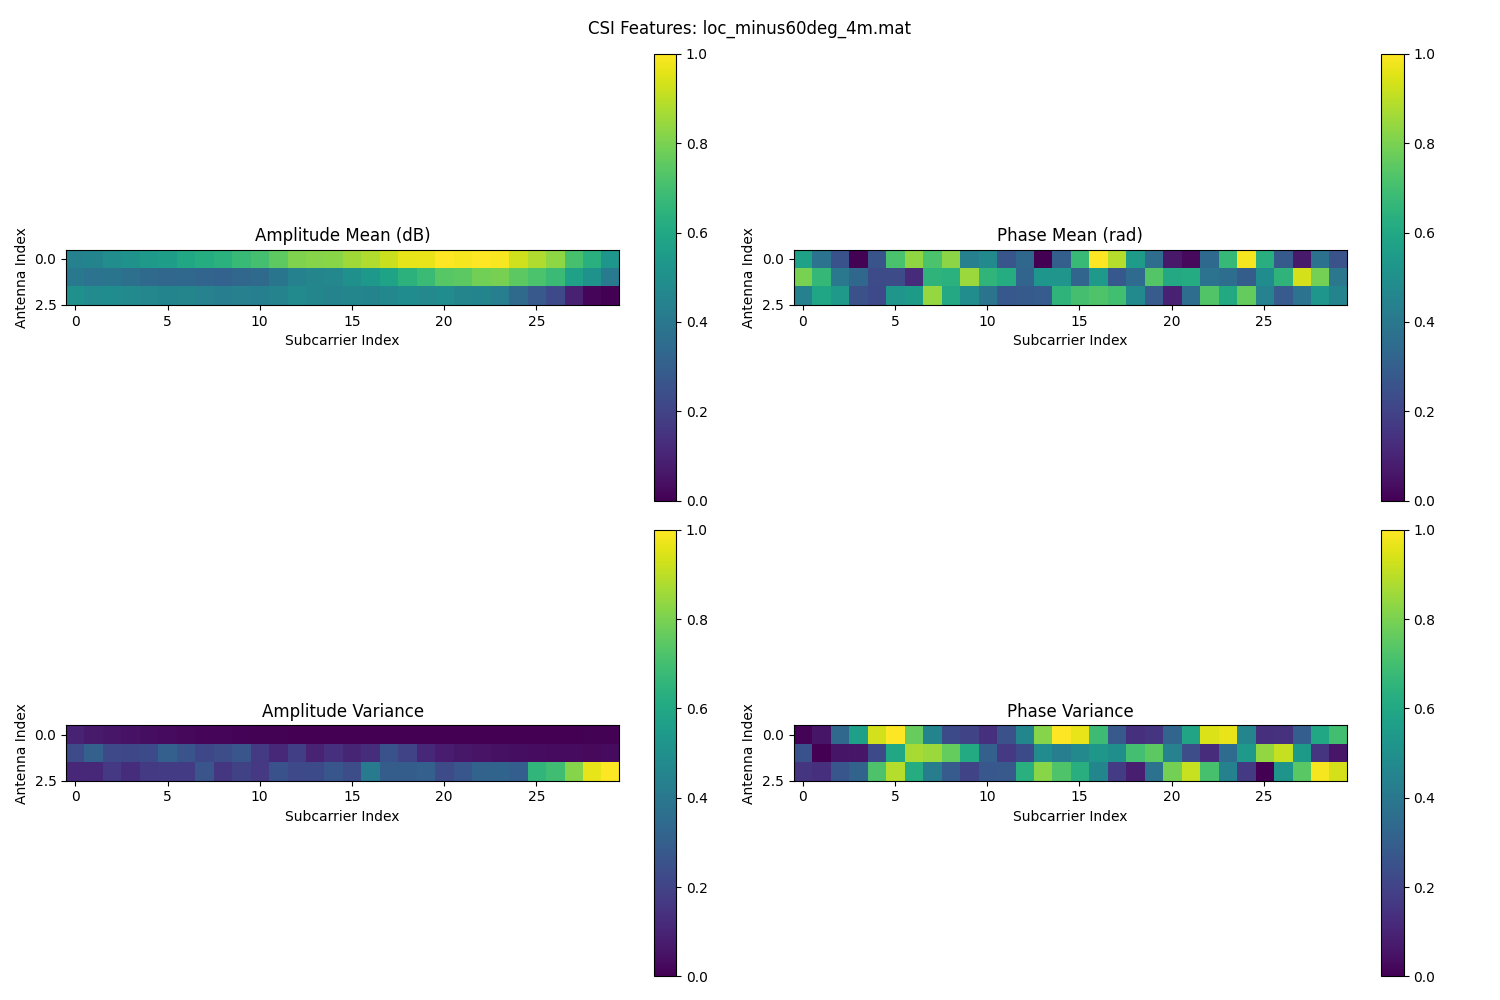 CSI Features: loc_minus60deg_4m.mat
Amplitude Mean (dB)
Antenna Index
0.0
2.5
0 5 10 15 20 25
Subcarrier Index
1.0
0.8
0.6
0.4
0.2
0.0
Phase Mean (rad)
Antenna Index
0.0
2.5
0 5 10 15 20 25
Subcarrier Index
1.0
0.8
0.6
0.4
0.2
0.0
Amplitude Variance
Antenna Index
0.0
2.5
0 5 10 15 20 25
Subcarrier Index
1.0
0.8
0.6
0.4
0.2
0.0
Phase Variance
Antenna Index
0.0
2.5
0 5 10 15 20 25
Subcarrier Index
1.0
0.8
0.6
0.4
0.2
0.0